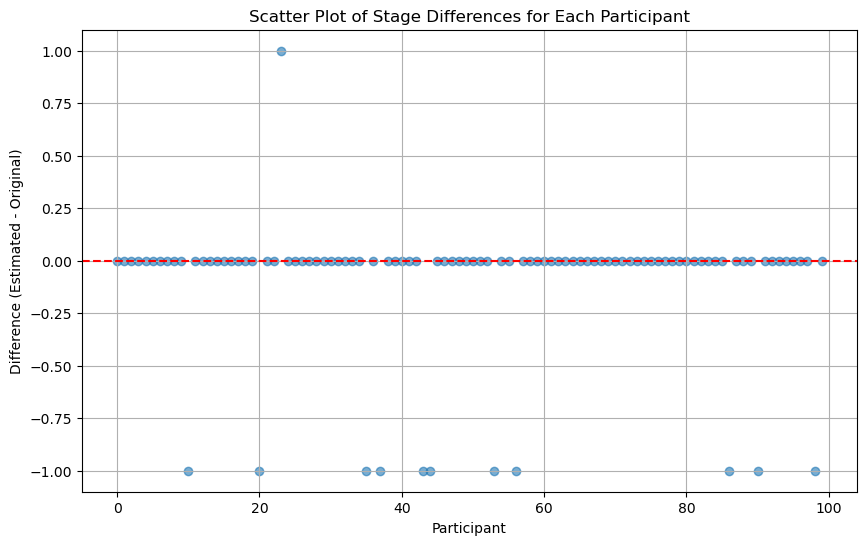 Scatter Plot of Stage Differences for Each Participant
Difference (Estimated - Original)
1.00
0.75
0.50
0.25
0.00
−0.25
−0.50
−0.75
−1.00
0 20 40 60 80 100
Participant